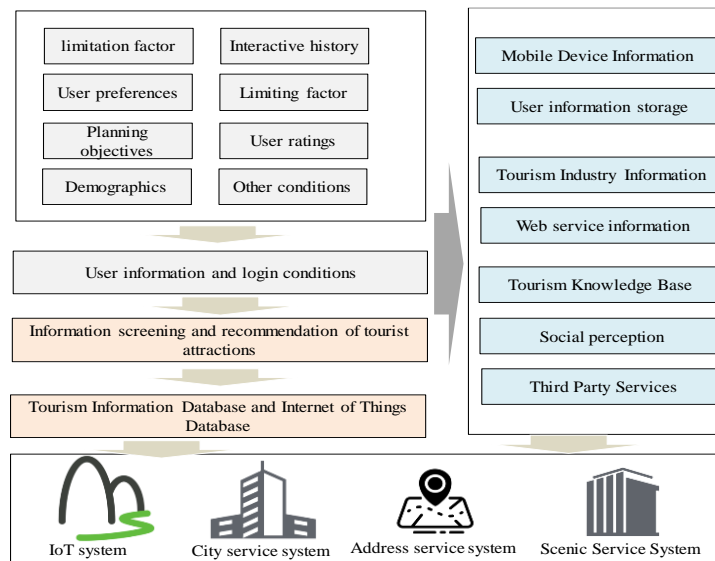 limitation factor
Interactive history
User preferences
Limiting factor
Planning
objectives
User ratings
Demographics
Other conditions
User information and login conditions
Information screening and recommendation of tourist
attractions
Tourism Information Database and Internet of Things
Database
Mobile Device Information
User information storage
Tourism Industry Information
Web service information
Tourism Knowledge Base
Social perception
Third Party Services
IoT system
City service system
Address service system
Scenic Service System